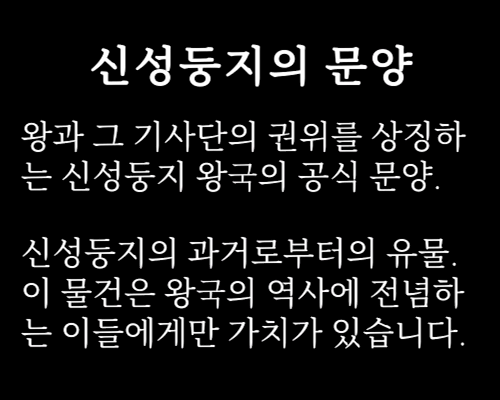 신성둥지의 문양
왕과 그 기사단의 권위를 상징하
는 신성둥지 왕국의 공식 문양.
신성둥지의 과거로부터의 유물.
이 물건은 왕국의 역사에 전념하
는 이들에게만 가치가 있습니다.